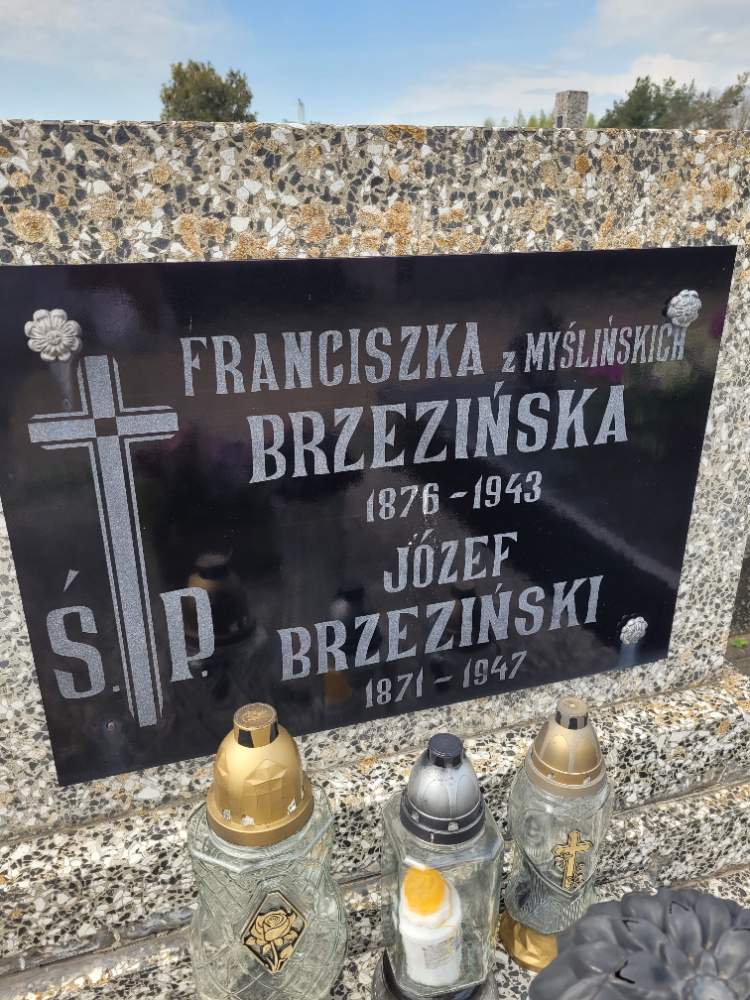 FRANCISZKA z MYŚLIŃSKICH
BRZEZIŃSKA
1876 - 1943
JÓZEF
BRZEZIŃSKI
1871 - 1947
Ś.P.